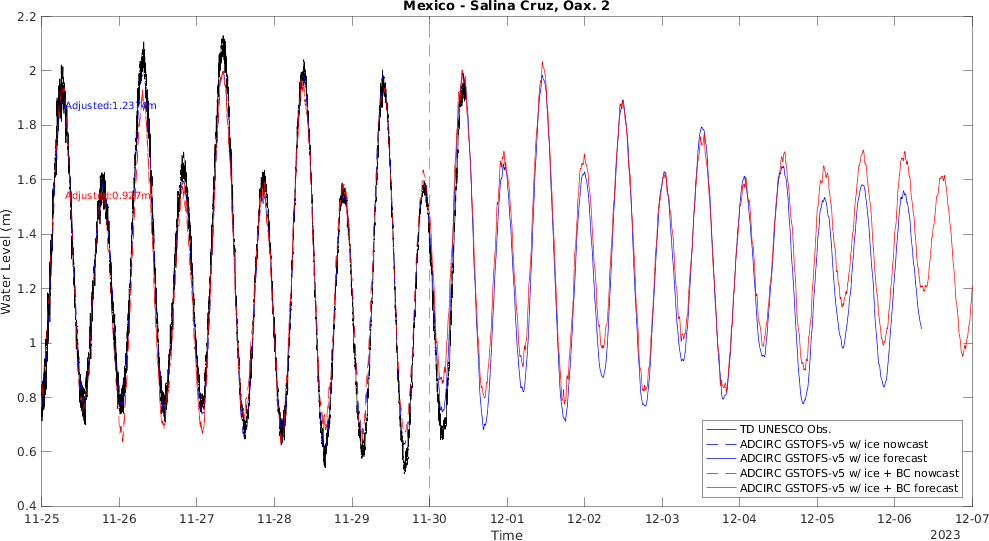 Mexico - Salina Cruz, Oax. 2
2.2
2
1.8
1.6
1.4
1.2
1
0.8
0.6
0.4
Water Level (m)
Adjusted:1.237m
Adjusted:0.927m
TD UNESCO Obs.
ADCIRC GSTOFS-v5 w/ ice nowcast
ADCIRC GSTOFS-v5 w/ ice forecast
ADCIRC GSTOFS-v5 w/ ice + BC nowcast
ADCIRC GSTOFS-v5 w/ ice + BC forecast
11-25 11-26 11-27 11-28 11-29 11-30 12-01 12-02 12-03 12-04 12-05 12-06 12-07
Time
2023